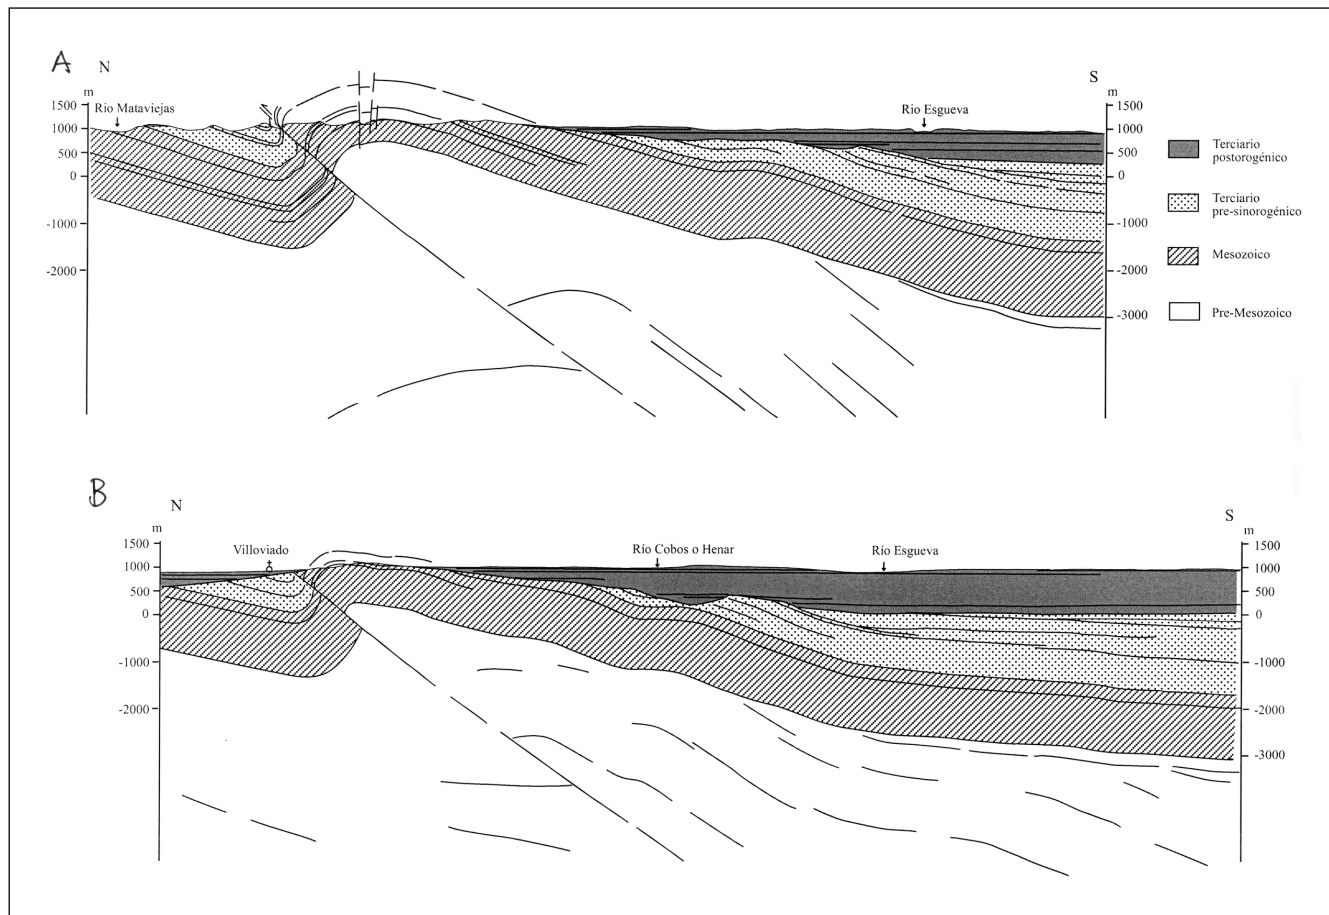 A
N
S
m
m
1500
1000
500
0
-1000
-2000
Río Mataviejas
Río Esgueva
1500
1000
500
0
-1000
-2000
-3000
Terciario
postorogénico
Terciario
pre-sinorogénico
Mesozoico
Pre-Mesozoico
B
N
S
m
m
1500
1000
500
0
-1000
-2000
Villoviado
Río Cobos o Henar
Río Esgueva
1500
1000
500
0
-1000
-2000
-3000